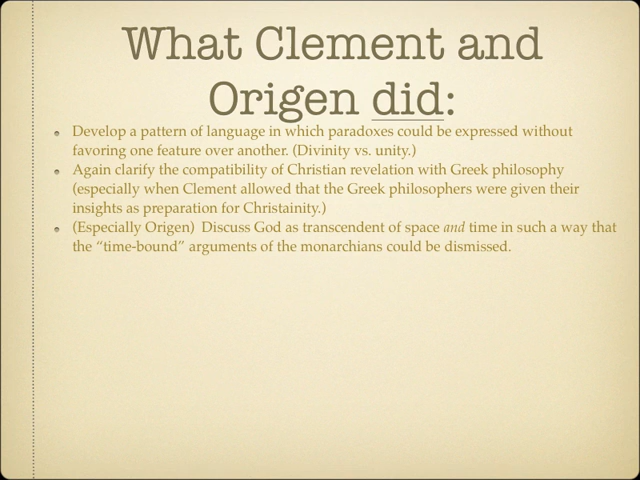 What Clement and
Origen did:
Develop a pattern of language in which paradoxes could be expressed without
favoring one feature over another. (Divinity vs. unity.)
Again clarify the compatibility of Christian revelation with Greek philosophy
(especially when Clement allowed that the Greek philosophers were given their
insights as preparation for Christainity.)
(Especially Origen)  Discuss God as transcendent of space and time in such a way that
the “time-bound” arguments of the monarchians could be dismissed.